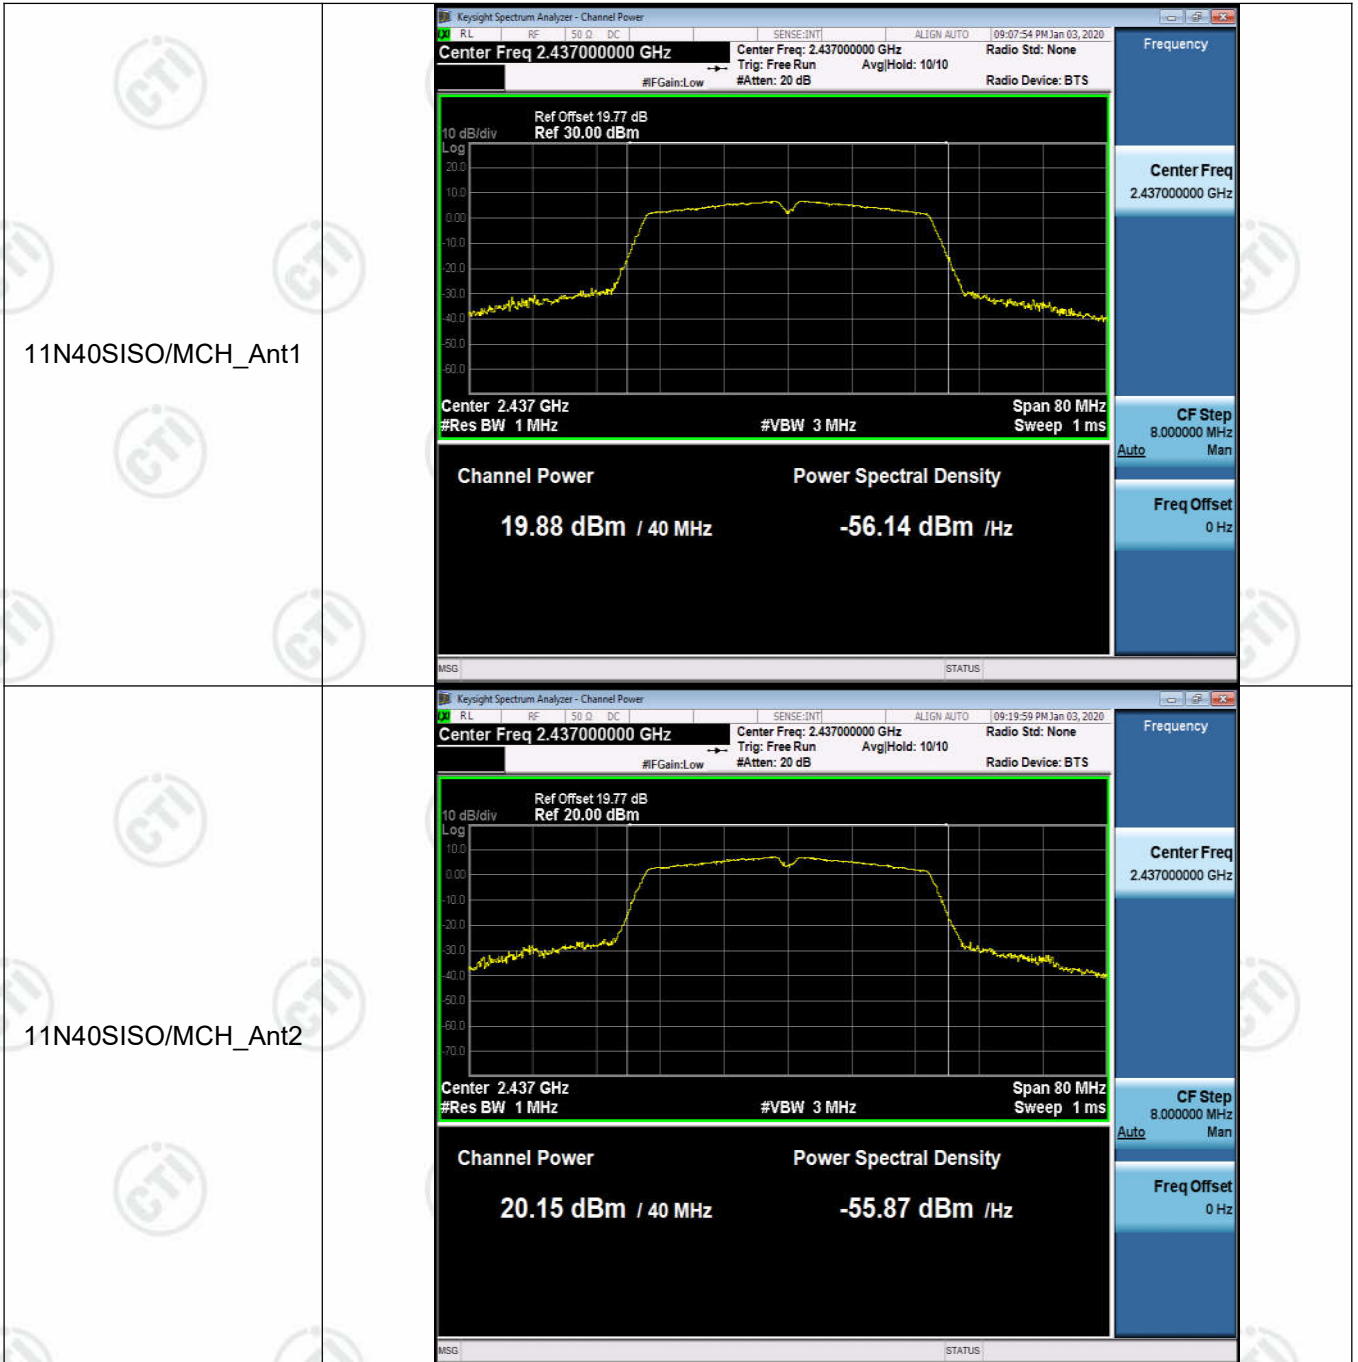 11N40SISO/MCH_Ant1
Keysight Spectrum Analyzer - Channel Power
RL RF 50 Ω DC SENSE:INT ALIGN AUTO 09:07:54 PM Jan 03, 2020
Center Freq 2.437000000 GHz
Center Freq: 2.437000000 GHz Radio Std: None
Trig: Free Run Avg|Hold: 10/10
#IFGain:Low #Atten: 20 dB Radio Device: BTS
Ref Offset 19.77 dB
10 dB/div Ref 30.00 dBm
Log
20.0
10.0
0.00
-10.0
-20.0
-30.0
-40.0
-50.0
-60.0
Center 2.437 GHz Span 80 MHz
#Res BW 1 MHz #VBW 3 MHz Sweep 1 ms
Channel Power Power Spectral Density
19.88 dBm / 40 MHz -56.14 dBm /Hz
MSG STATUS
Frequency
Center Freq
2.437000000 GHz
CF Step
8.000000 MHz
Auto Man
Freq Offset
0 Hz
11N40SISO/MCH_Ant2
Keysight Spectrum Analyzer - Channel Power
RL RF 50 Ω DC SENSE:INT ALIGN AUTO 09:19:59 PM Jan 03, 2020
Center Freq 2.437000000 GHz
Center Freq: 2.437000000 GHz Radio Std: None
Trig: Free Run Avg|Hold: 10/10
#IFGain:Low #Atten: 20 dB Radio Device: BTS
Ref Offset 19.77 dB
10 dB/div Ref 20.00 dBm
Log
10.0
0.00
-10.0
-20.0
-30.0
-40.0
-50.0
-60.0
-70.0
Center 2.437 GHz Span 80 MHz
#Res BW 1 MHz #VBW 3 MHz Sweep 1 ms
Channel Power Power Spectral Density
20.15 dBm / 40 MHz -55.87 dBm /Hz
MSG STATUS
Frequency
Center Freq
2.437000000 GHz
CF Step
8.000000 MHz
Auto Man
Freq Offset
0 Hz
CTI